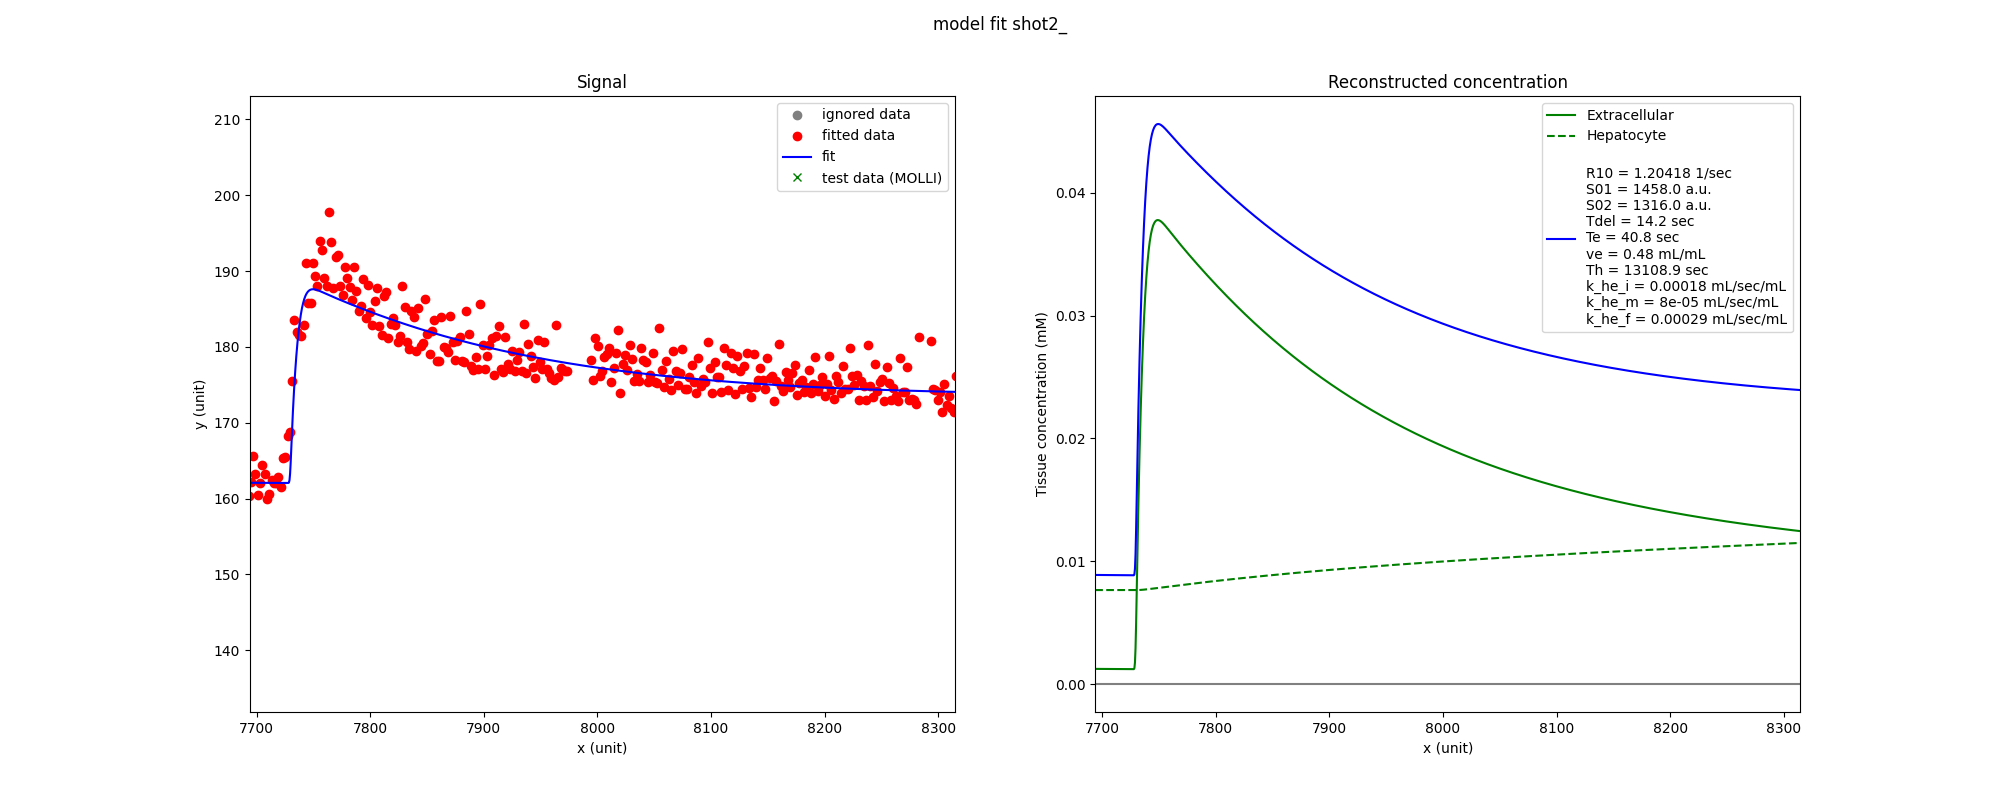 model fit shot2_
Signal
210
200
190
180
170
160
150
140
y (unit)
7700 7800 7900 8000 8100 8200 8300
x (unit)
ignored data
fitted data
fit
test data (MOLLI)
Reconstructed concentration
0.04
0.03
0.02
0.01
0.00
Tissue concentration (mM)
7700 7800 7900 8000 8100 8200 8300
x (unit)
Extracellular
Hepatocyte
R10 = 1.20418 1/sec
S01 = 1458.0 a.u.
S02 = 1316.0 a.u.
Tdel = 14.2 sec
Te = 40.8 sec
ve = 0.48 mL/mL
Th = 13108.9 sec
k_he_i = 0.00018 mL/sec/mL
k_he_m = 8e-05 mL/sec/mL
k_he_f = 0.00029 mL/sec/mL